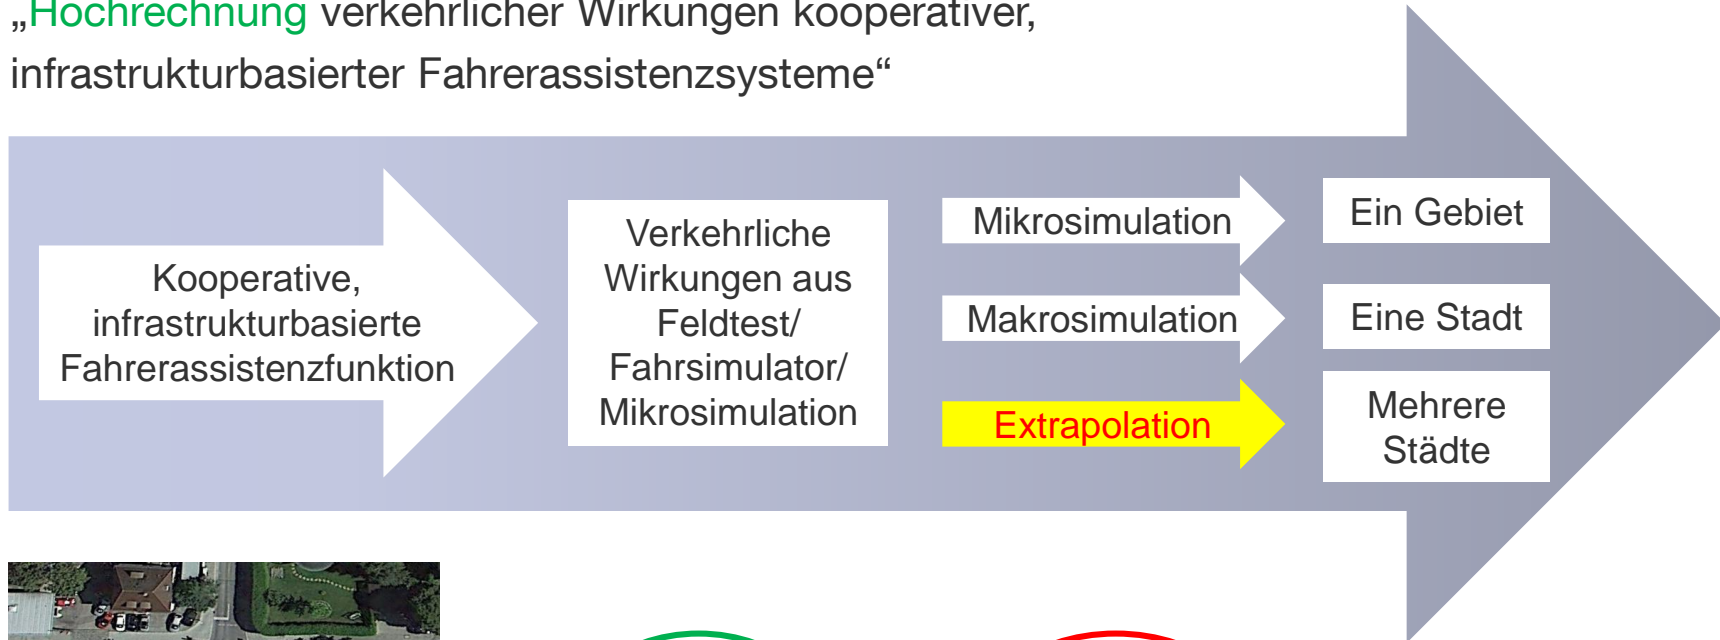 „Hochrechnung verkehrlicher Wirkungen kooperativer,
infrastrukturbasierter Fahrerassistenzsysteme“
Kooperative,
infrastrukturbasierte
Fahrerassistenzfunktion
Verkehrliche
Wirkungen aus
Feldtest/
Fahrsimulator/
Mikrosimulation
Mikrosimulation
Ein Gebiet
Makrosimulation
Eine Stadt
Extrapolation
Mehrere
Städte